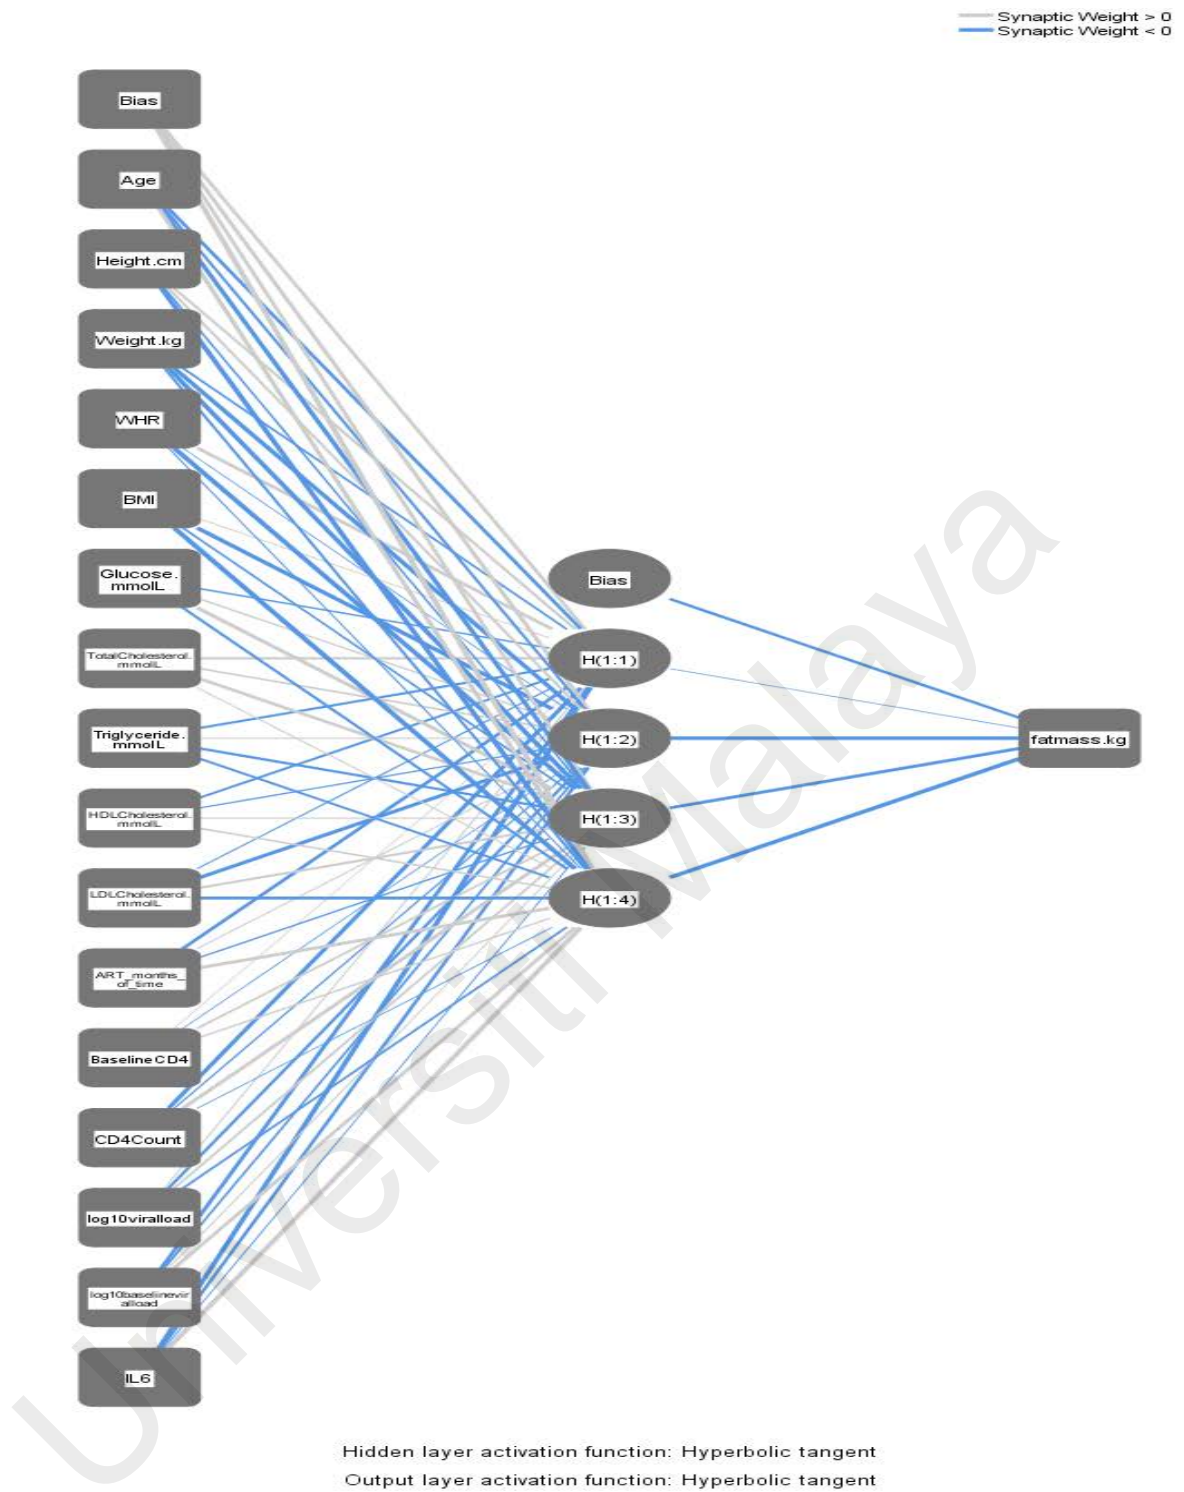 Synaptic Weight > 0
Synaptic Weight < 0
Bias
Age
Height.cm
Weight.kg
WHR
BMI
Glucose.
mmolL
TotalCholesterol.
mmolL
Triglyceride.
mmolL
HDLCholesterol.
mmolL
LDLCholesterol.
mmolL
ART_months_
of_time
BaselineCD4
CD4Count
log10viralload
log10baselinevir
alload
IL6
Bias
H(1:1)
H(1:2)
H(1:3)
H(1:4)
fatmass.kg
Hidden layer activation function: Hyperbolic tangent
Output layer activation function: Hyperbolic tangent
Universiti Malaya